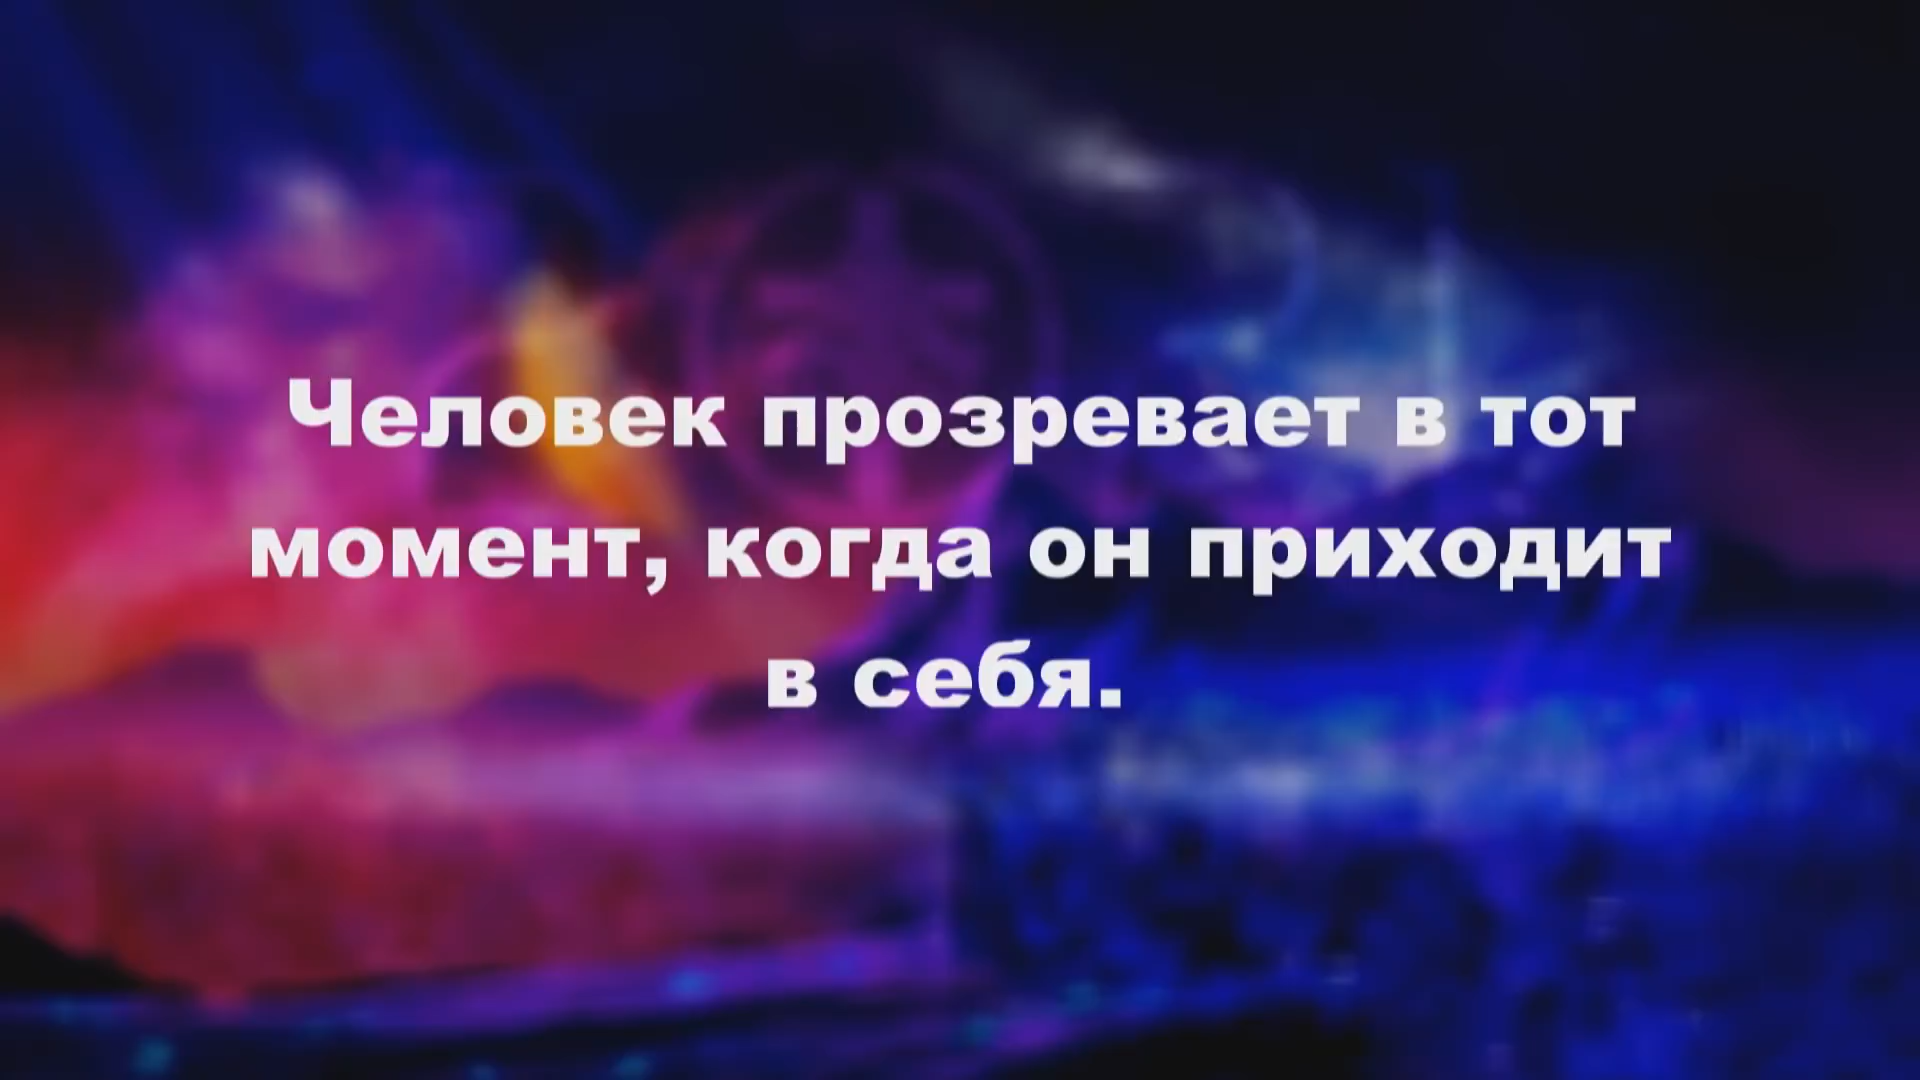 Человек прозревает в тот
момент, когда он приходит
в себя.